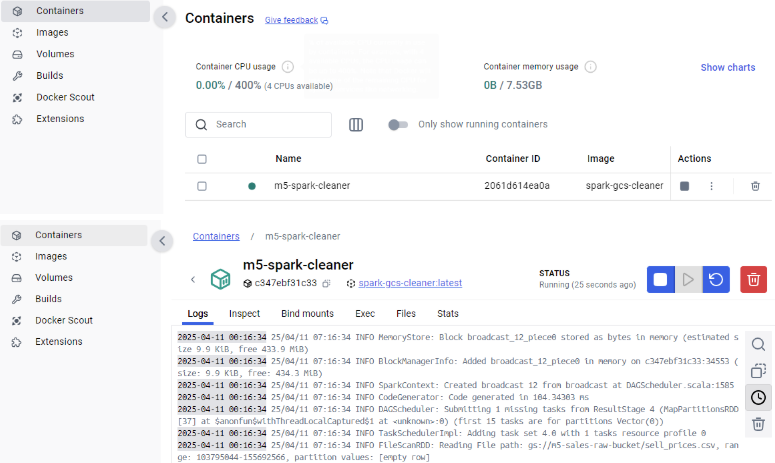 Containers
Images
Volumes
Builds
Docker Scout
Extensions
Containers Give feedback
Container CPU usage
0.00% / 400% (4 CPUs available)
Container memory usage
0B / 7.53GB
Show charts
Search
Only show running containers
Name Container ID Image Actions
m5-spark-cleaner 2061d614ea0a spark-gcs-cleaner
Containers
Images
Volumes
Builds
Docker Scout
Extensions
Containers / m5-spark-cleaner
m5-spark-cleaner
c347ebf31c33 spark-gcs-cleaner:latest
STATUS
Running (25 seconds ago)
Logs Inspect Bind mounts Exec Files Stats
2025-04-11 00:16:34 25/04/11 07:16:34 INFO MemoryStore: Block broadcast_12_piece0 stored as bytes in memory (estimated s
ize 9.9 KiB, free 433.9 MiB)
2025-04-11 00:16:34 25/04/11 07:16:34 INFO BlockManagerInfo: Added broadcast_12_piece0 in memory on c347ebf31c33:34553 (
size: 9.9 KiB, free: 434.3 MiB)
2025-04-11 00:16:34 25/04/11 07:16:34 INFO SparkContext: Created broadcast 12 from broadcast at DAGScheduler.scala:1585
2025-04-11 00:16:34 25/04/11 07:16:34 INFO CodeGenerator: Code generated in 104.34303 ms
2025-04-11 00:16:34 25/04/11 07:16:34 INFO DAGScheduler: Submitting 1 missing tasks from ResultStage 4 (MapPartitionsRDD
[37] at $anonfun$withThreadLocalCaptured$1 at <unknown>:0) (first 15 tasks are for partitions Vector(0))
2025-04-11 00:16:34 25/04/11 07:16:34 INFO TaskSchedulerImpl: Adding task set 4.0 with 1 tasks resource profile 0
2025-04-11 00:16:34 25/04/11 07:16:34 INFO FileScanRDD: Reading File path: gs://m5-sales-raw-bucket/sell_prices.csv, ran
ge: 103795044-155692566, partition values: [empty row]